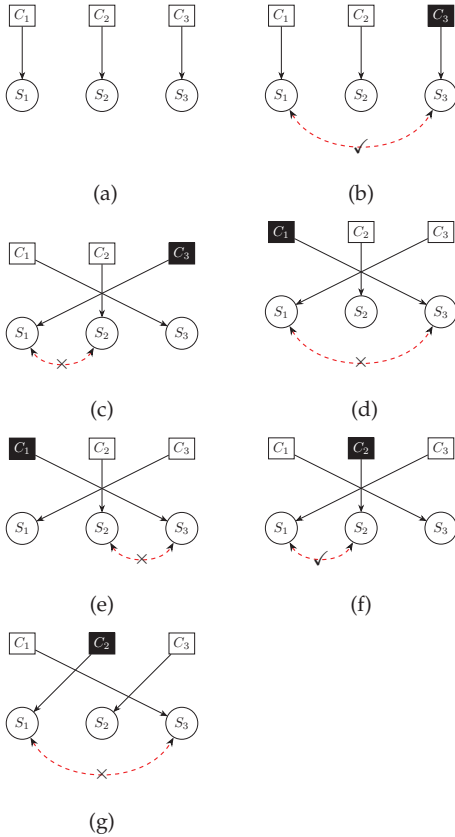 C₁ C₂ C₃ C₁ C₂ C₃
S₁ S₂ S₃ S₁ S₂ S₃
✓
(a) (b)
C₁ C₂ C₃ C₁ C₂ C₃
S₁ S₂ S₃ S₁ S₂ S₃
× ×
(c) (d)
C₁ C₂ C₃ C₁ C₂ C₃
S₁ S₂ S₃ S₁ S₂ S₃
× ✓
(e) (f)
C₁ C₂ C₃
S₁ S₂ S₃
×
(g)